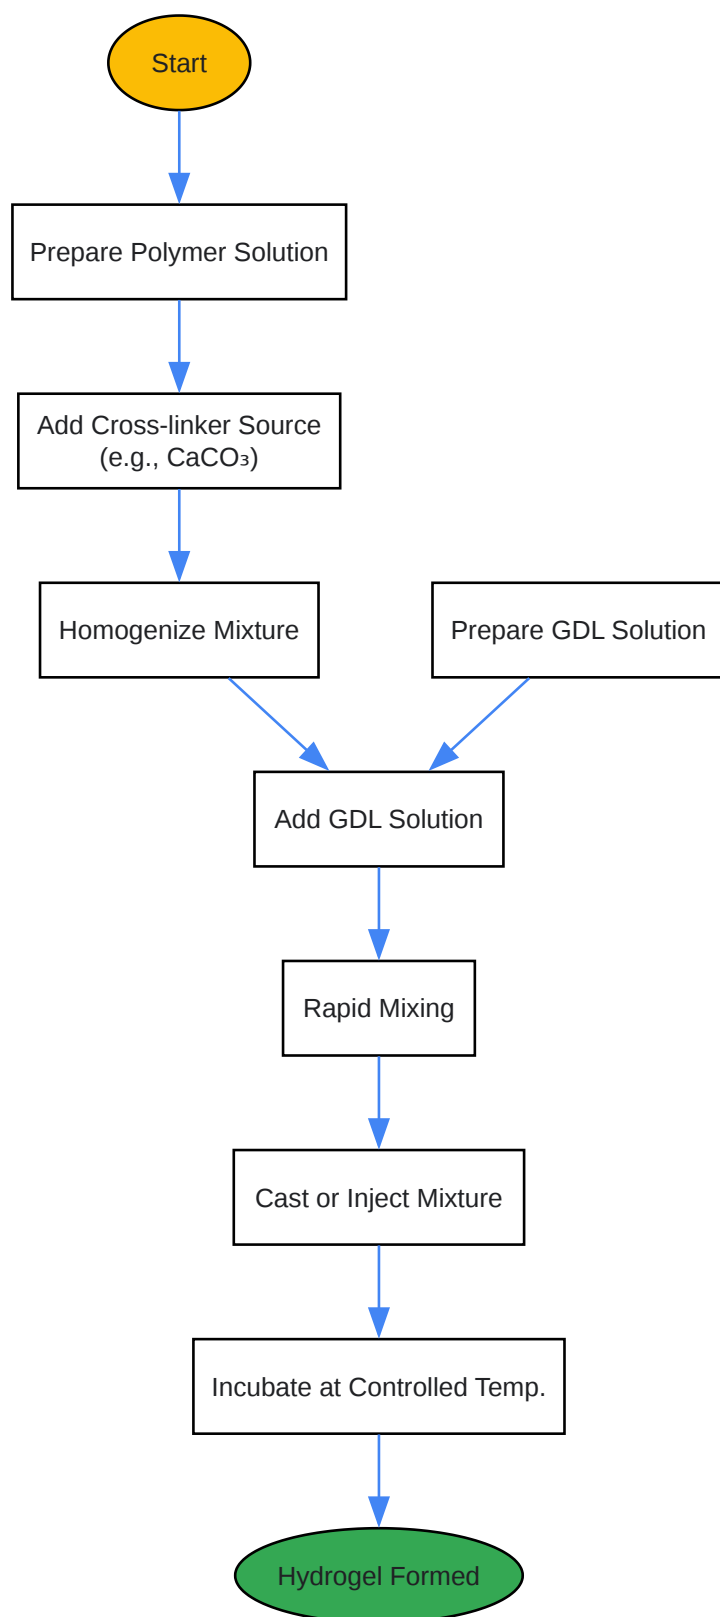 Start
Prepare Polymer Solution
Add Cross-linker Source
(e.g., CaCO₃)
Homogenize Mixture
Prepare GDL Solution
Add GDL Solution
Rapid Mixing
Cast or Inject Mixture
Incubate at Controlled Temp.
Hydrogel Formed